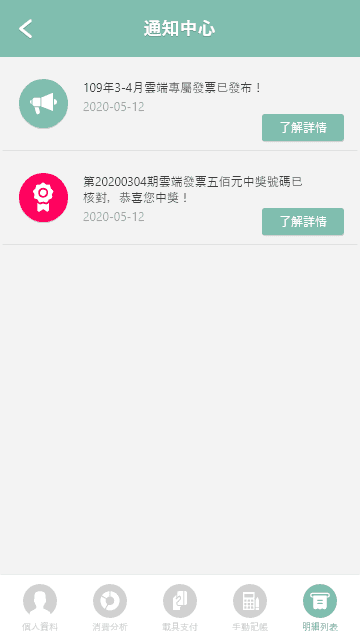 通知中心
109年3-4月雲端專屬發票已發布！
2020-05-12
了解詳情
第20200304期雲端發票五佰元中獎號碼已
核對，恭喜您中獎！
2020-05-12
了解詳情
個人資料
消費分析
載具支付
手動記帳
明細列表